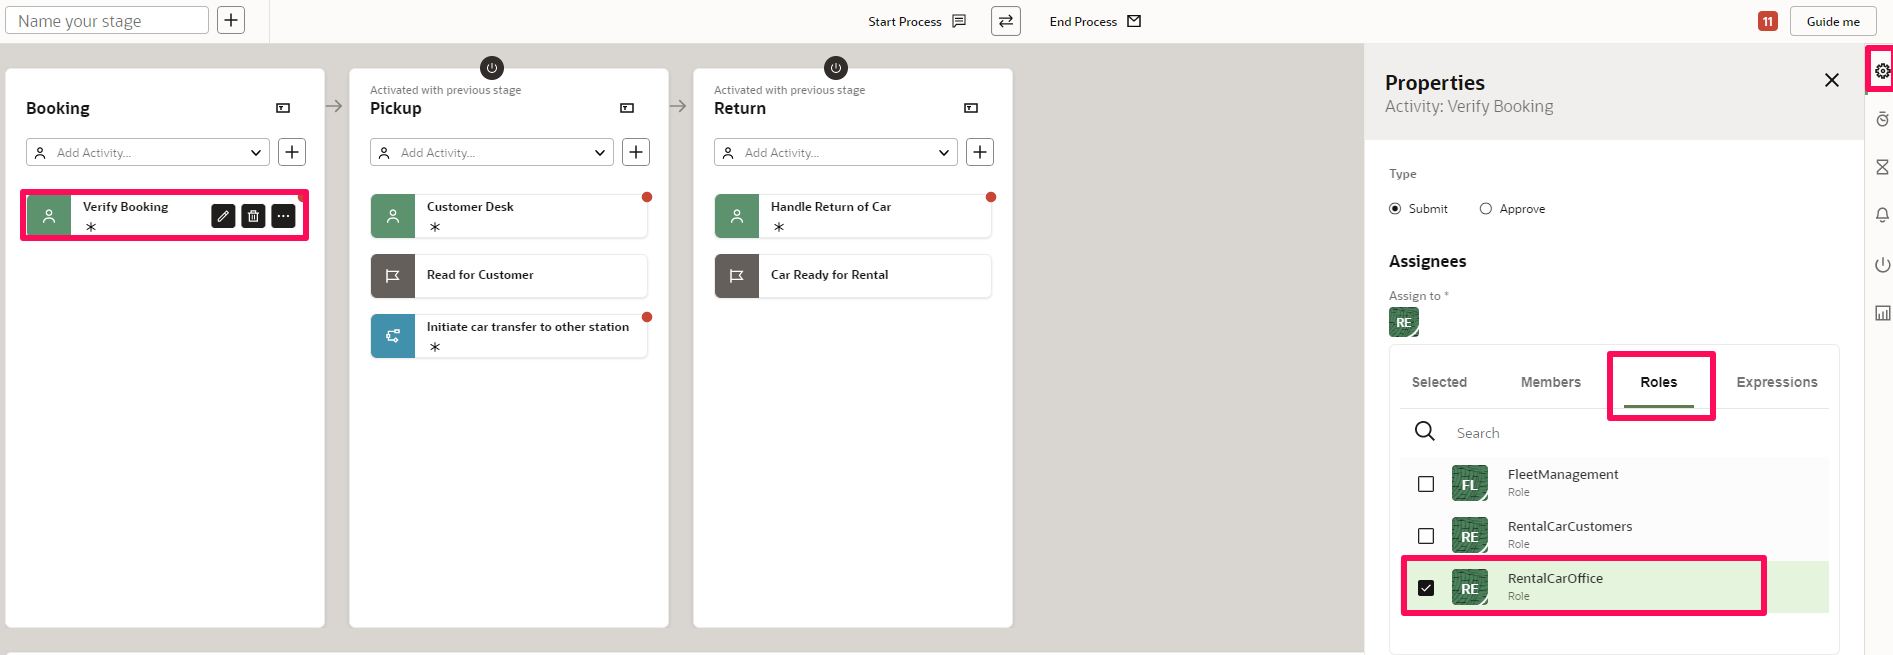 Name your stage
Start Process
End Process
11
Guide me
Booking
Add Activity...
Verify Booking
Activated with previous stage
Pickup
Add Activity...
Customer Desk
Read for Customer
Initiate car transfer to other station
Activated with previous stage
Return
Add Activity...
Handle Return of Car
Car Ready for Rental
Properties
Activity: Verify Booking
Type
Submit
Approve
Assignees
Assign to *
RE
Selected Members Roles Expressions
Search
FL
FleetManagement
Role
RE
RentalCarCustomers
Role
RE
RentalCarOffice
Role